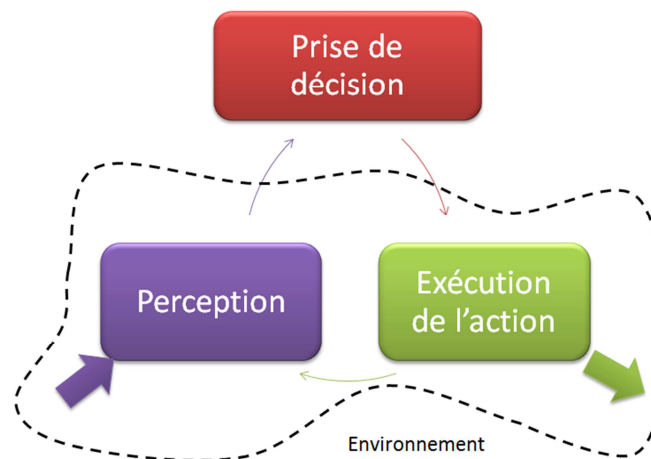 Prise de
décision
Perception
Exécution
de l'action
Environnement